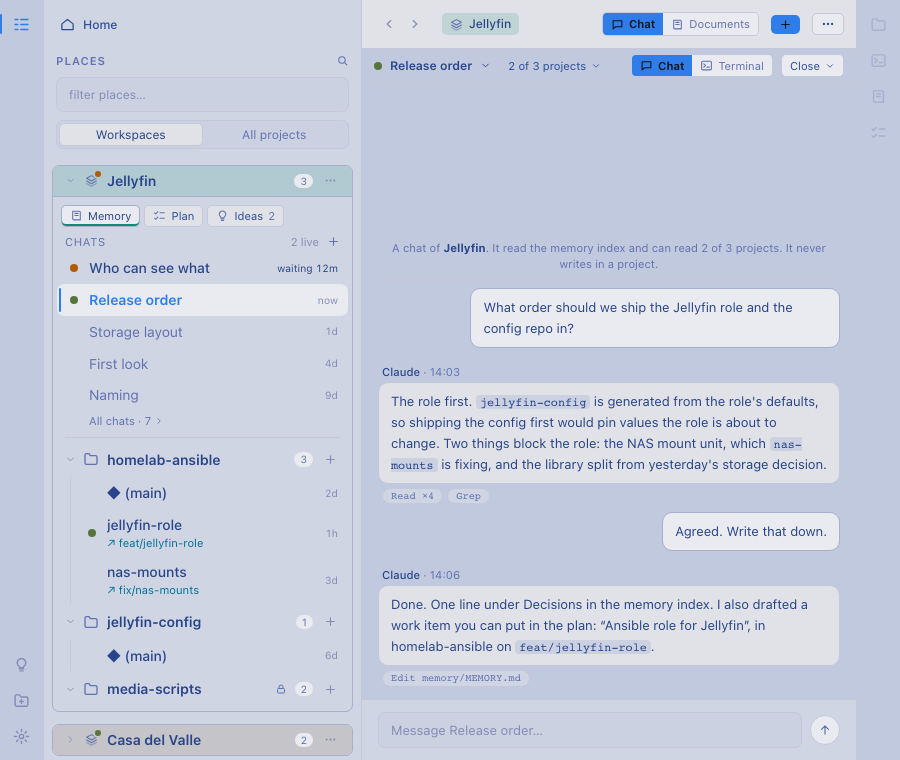 Home
PLACES
filter places...
Workspaces
All projects
Jellyfin
3
Memory
Plan
Ideas 2
CHATS
2 live
Who can see what
waiting 12m
Release order
now
Storage layout
1d
First look
4d
Naming
9d
All chats · 7
homelab-ansible
3
(main)
2d
jellyfin-role
↗ feat/jellyfin-role
1h
nas-mounts
↗ fix/nas-mounts
3d
jellyfin-config
1
(main)
6d
media-scripts
2
Casa del Valle
2
Jellyfin
Chat
Documents
Release order
2 of 3 projects
Chat
Terminal
Close
A chat of Jellyfin. It read the memory index and can read 2 of 3 projects. It never
writes in a project.
What order should we ship the Jellyfin role and the
config repo in?
Claude · 14:03
The role first. jellyfin-config is generated from the role's defaults,
so shipping the config first would pin values the role is about to
change. Two things block the role: the NAS mount unit, which nas-
mounts is fixing, and the library split from yesterday's storage decision.
Read ×4
Grep
Agreed. Write that down.
Claude · 14:06
Done. One line under Decisions in the memory index. I also drafted a
work item you can put in the plan: “Ansible role for Jellyfin”, in
homelab-ansible on feat/jellyfin-role.
Edit memory/MEMORY.md
Message Release order...